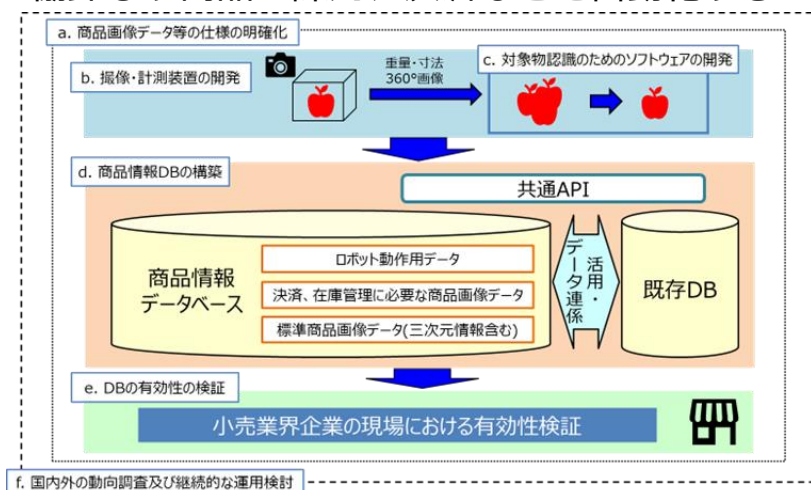 a. 商品画像データ等の仕様の明確化
b. 撮像・計測装置の開発
重量・寸法
360°画像
c. 対象物認識のためのソフトウェアの開発
d. 商品情報DBの構築
共通API
商品情報
データベース
ロボット動作用データ
決済、在庫管理に必要な商品画像データ
標準商品画像データ(三次元情報含む)
活用・
データ連係
既存DB
e. DBの有効性の検証
小売業界企業の現場における有効性検証
f. 国内外の動向調査及び継続的な運用検討